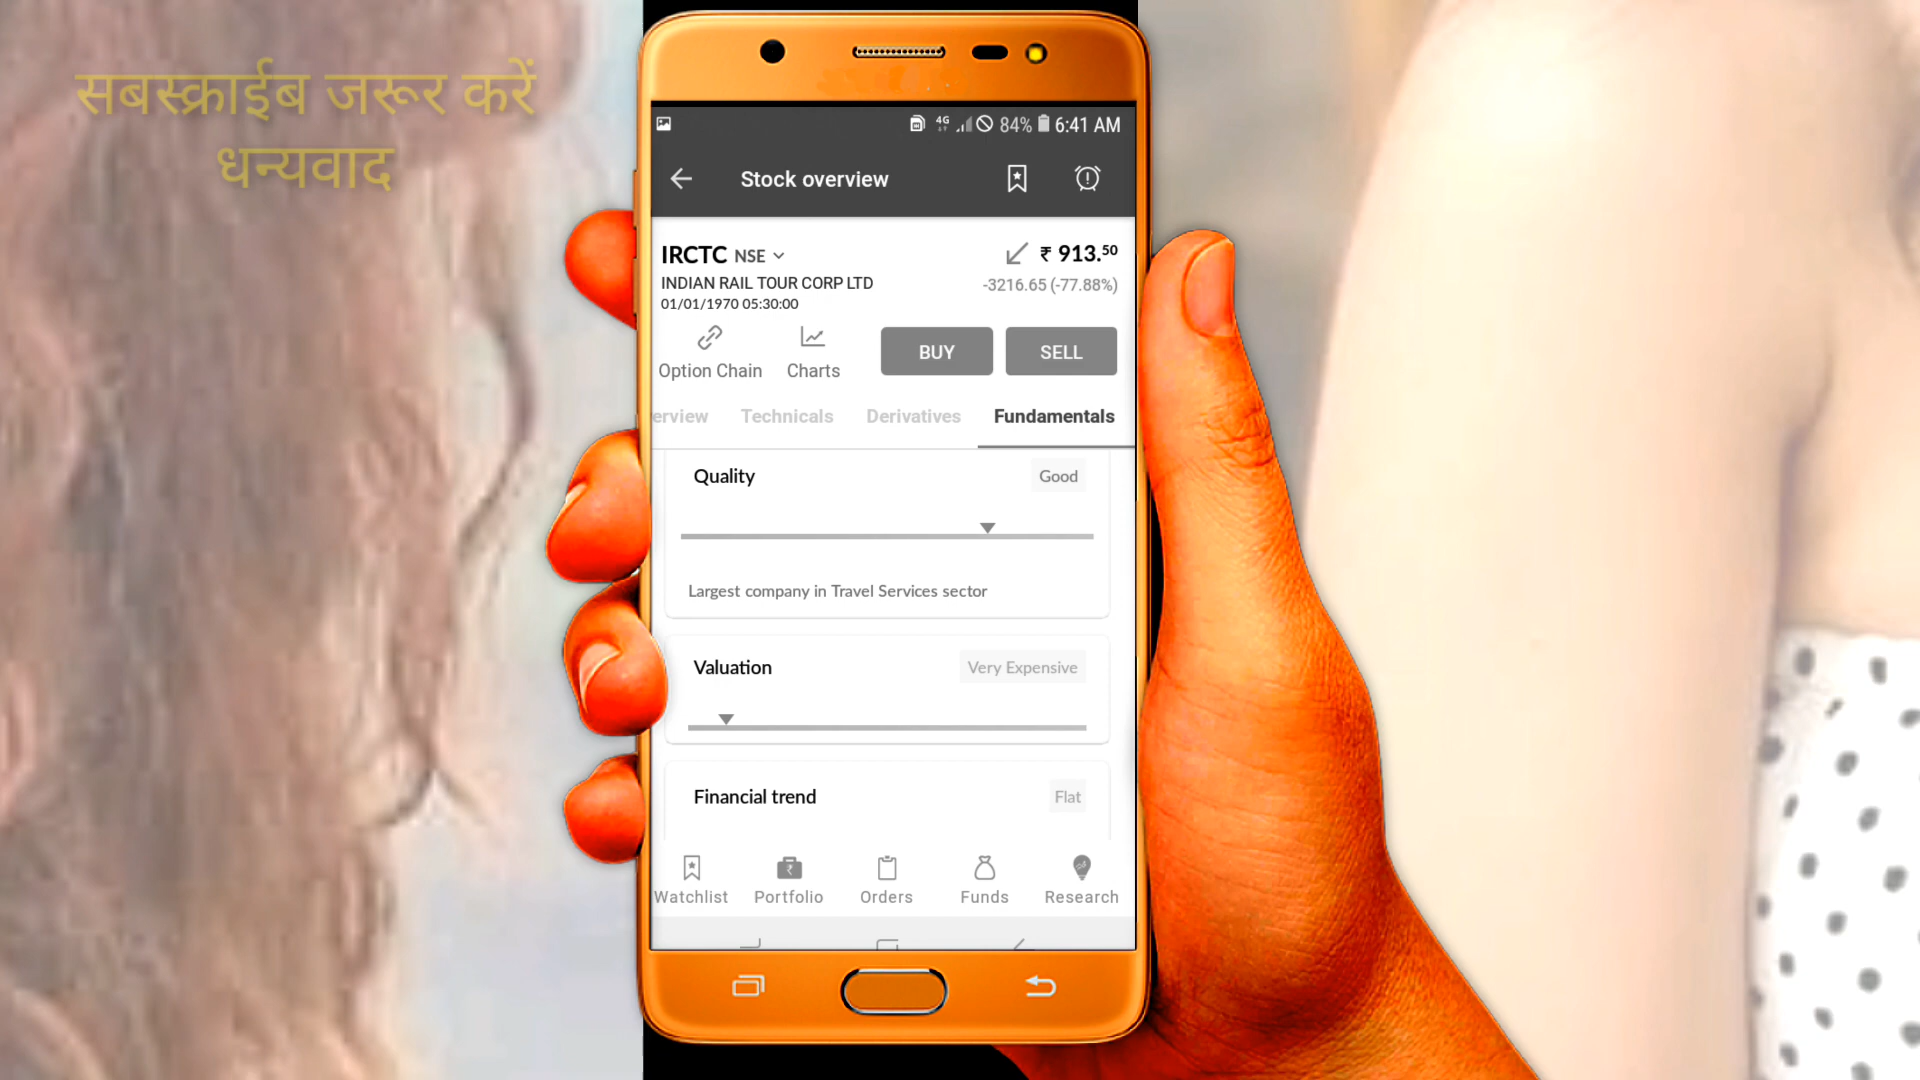 सबस्क्राईब जरूर करें
धन्यवाद
4G 84% 6:41 AM
Stock overview
IRCTC NSE ₹ 913.50
INDIAN RAIL TOUR CORP LTD -3216.65 (-77.88%)
01/01/1970 05:30:00
Option Chain Charts BUY SELL
erview Technicals Derivatives Fundamentals
Quality Good
Largest company in Travel Services sector
Valuation Very Expensive
Financial trend Flat
Watchlist Portfolio Orders Funds Research